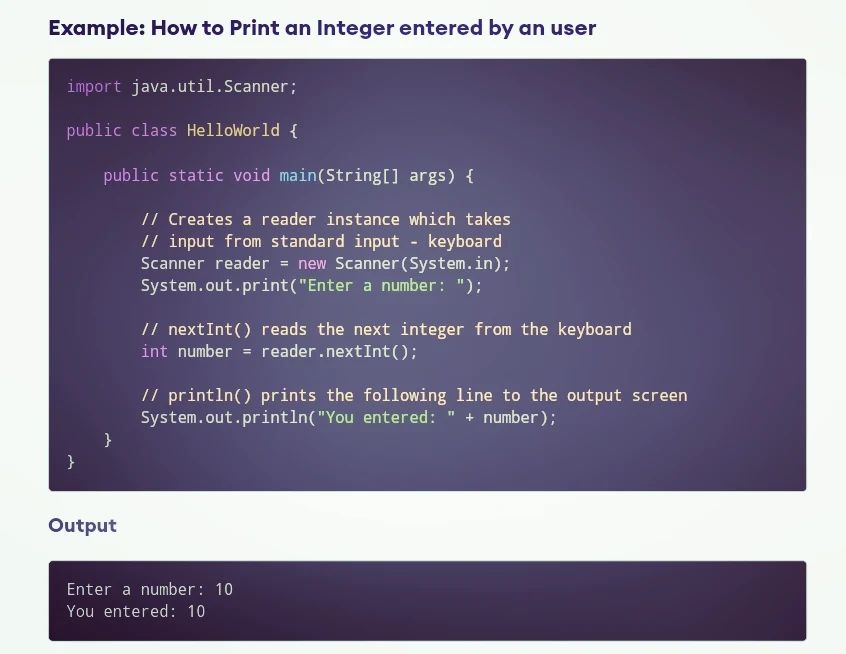 Example: How to Print an Integer entered by an user
import java.util.Scanner;
public class HelloWorld {
public static void main(String[] args) {
// Creates a reader instance which takes
// input from standard input - keyboard
Scanner reader = new Scanner(System.in);
System.out.print("Enter a number: ");
// nextInt() reads the next integer from the keyboard
int number = reader.nextInt();
// println() prints the following line to the output screen
System.out.println("You entered: " + number);
}
}
Output
Enter a number: 10
You entered: 10